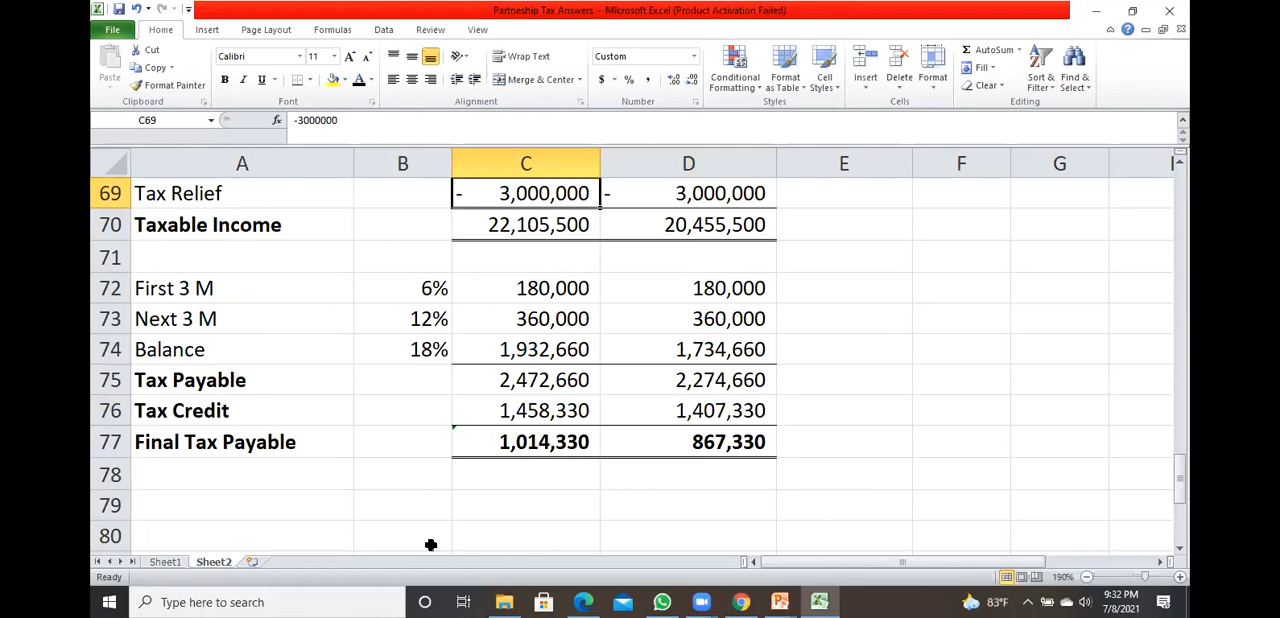 Partneship Tax Answers - Microsoft Excel (Product Activation Failed)
File Home Insert Page Layout Formulas Data Review View
Paste
Cut
Copy
Format Painter
Clipboard
Calibri 11
B I U A
Font
Wrap Text
Merge & Center
Alignment
Custom
$ % ,
Number
Conditional Formatting
Format as Table
Cell Styles
Styles
Insert Delete Format
Cells
Σ AutoSum
Fill
Clear
Sort & Filter
Find & Select
Editing
C69 fx -3000000
A B C D E F G
69 Tax Relief - 3,000,000 - 3,000,000
70 Taxable Income 22,105,500 20,455,500
71
72 First 3 M 6% 180,000 180,000
73 Next 3 M 12% 360,000 360,000
74 Balance 18% 1,932,660 1,734,660
75 Tax Payable 2,472,660 2,274,660
76 Tax Credit 1,458,330 1,407,330
77 Final Tax Payable 1,014,330 867,330
78
79
80
Sheet1 Sheet2
Ready 190%
Type here to search 83°F 9:32 PM
7/8/2021